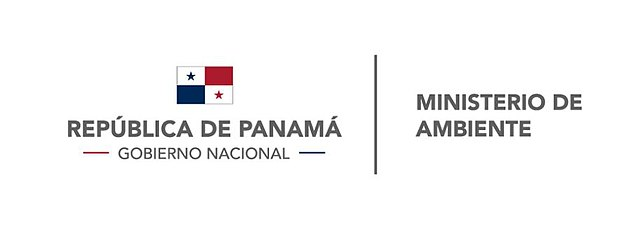 REPÚBLICA DE PANAMÁ
GOBIERNO NACIONAL
MINISTERIO DE
AMBIENTE